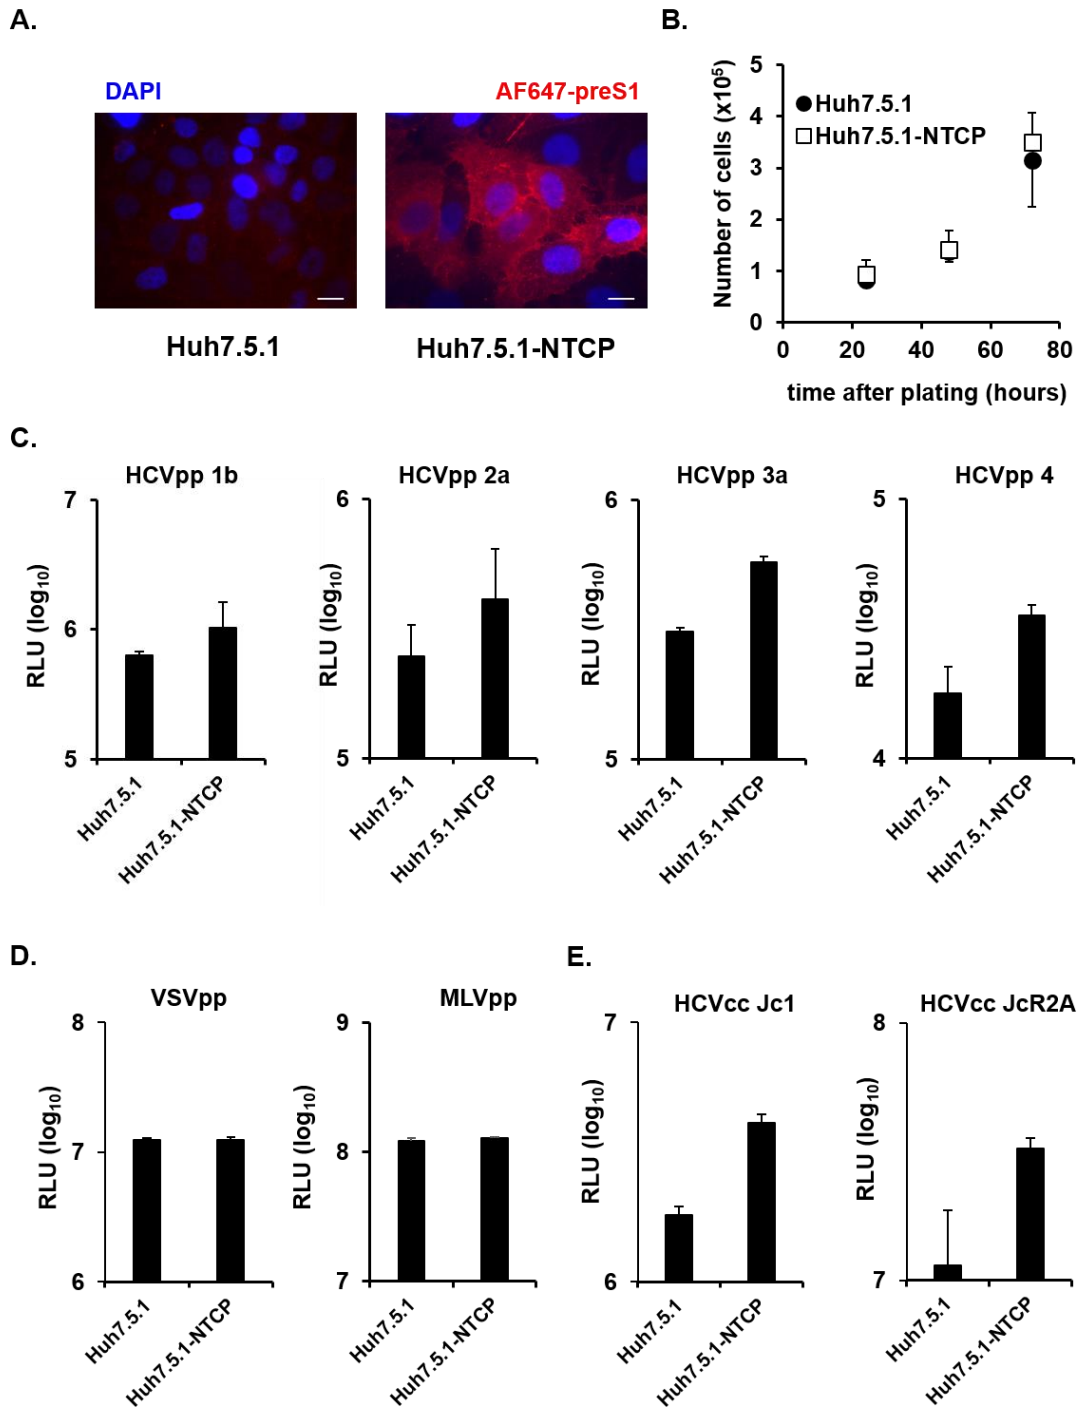 A.
B.
DAPI
AF647-preS1
Huh7.5.1
Huh7.5.1-NTCP
Number of cells (x10⁵)
5
4
3
2
1
0
Huh7.5.1
Huh7.5.1-NTCP
0 20 40 60 80
time after plating (hours)
C.
HCVpp 1b
RLU (log₁₀)
7
6
5
Huh7.5.1
Huh7.5.1-NTCP
HCVpp 2a
RLU (log₁₀)
6
5
Huh7.5.1
Huh7.5.1-NTCP
HCVpp 3a
RLU (log₁₀)
6
5
Huh7.5.1
Huh7.5.1-NTCP
HCVpp 4
RLU (log₁₀)
5
4
Huh7.5.1
Huh7.5.1-NTCP
D.
VSVpp
RLU (log₁₀)
8
7
6
Huh7.5.1
Huh7.5.1-NTCP
MLVpp
RLU (log₁₀)
9
8
7
Huh7.5.1
Huh7.5.1-NTCP
E.
HCVcc Jc1
RLU (log₁₀)
7
6
Huh7.5.1
Huh7.5.1-NTCP
HCVcc JcR2A
RLU (log₁₀)
8
7
Huh7.5.1
Huh7.5.1-NTCP